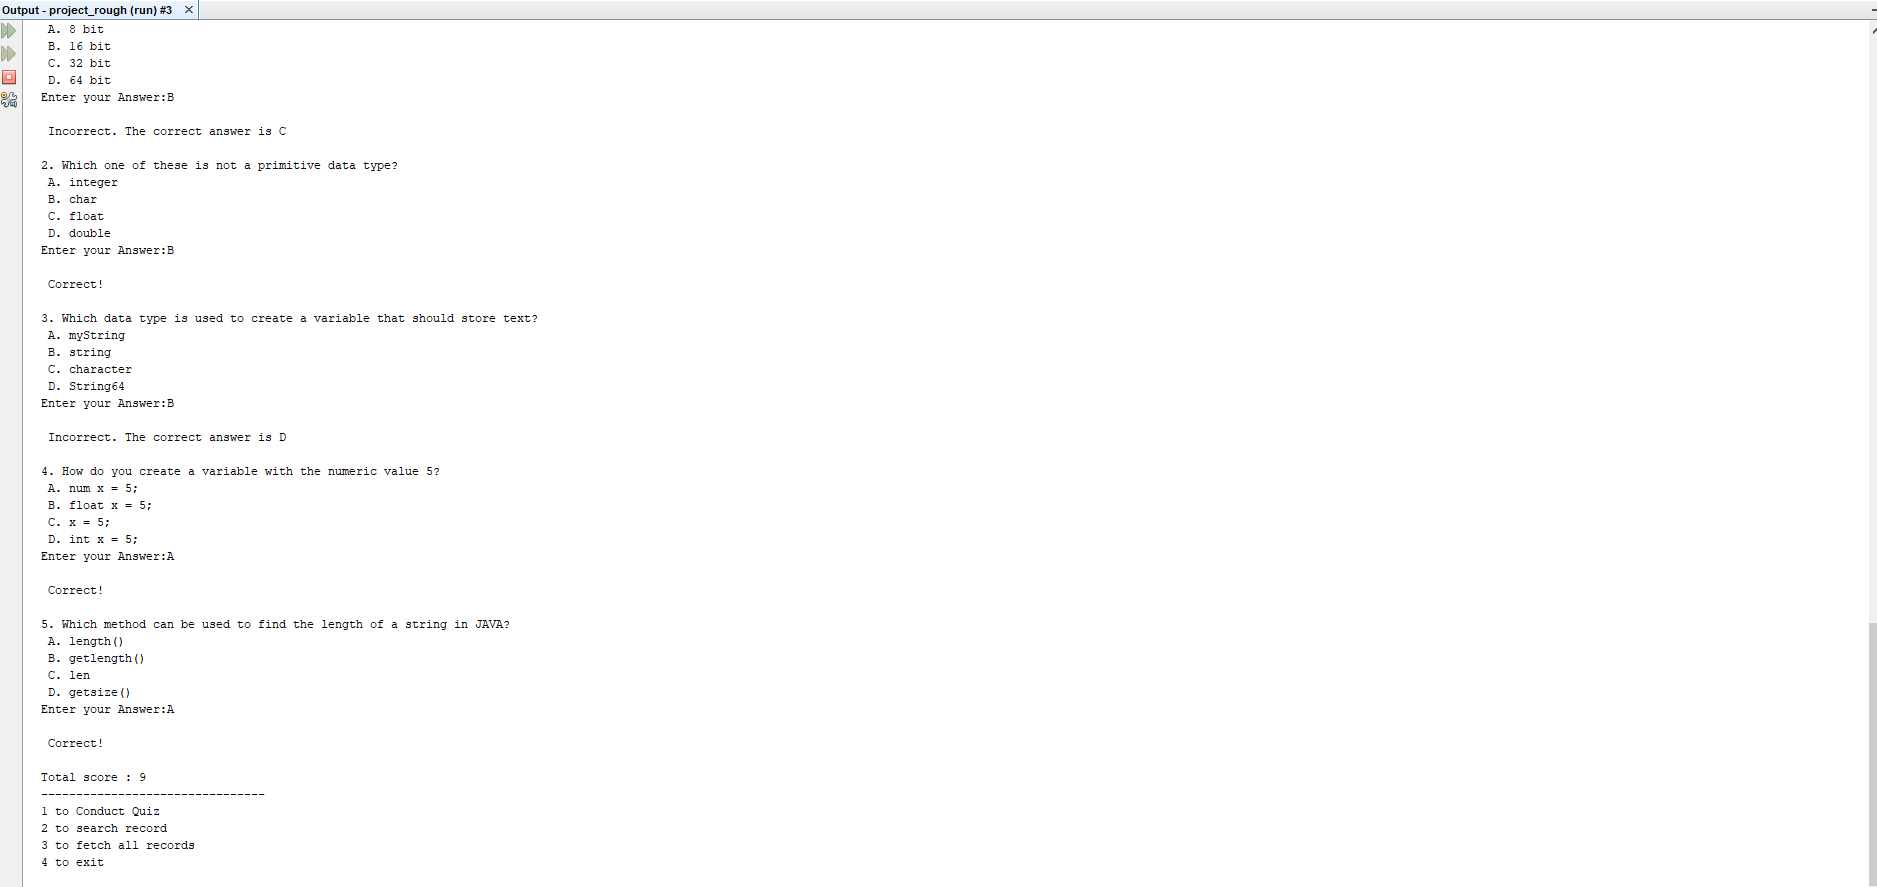 Output - project_rough (run) #3
A. 8 bit
B. 16 bit
C. 32 bit
D. 64 bit
Enter your Answer:B
Incorrect. The correct answer is C
2. Which one of these is not a primitive data type?
A. integer
B. char
C. float
D. double
Enter your Answer:B
Correct!
3. Which data type is used to create a variable that should store text?
A. myString
B. string
C. character
D. String64
Enter your Answer:B
Incorrect. The correct answer is D
4. How do you create a variable with the numeric value 5?
A. num x = 5;
B. float x = 5;
C. x = 5;
D. int x = 5;
Enter your Answer:A
Correct!
5. Which method can be used to find the length of a string in JAVA?
A. length()
B. getlength()
C. len
D. getsize()
Enter your Answer:A
Correct!
Total score : 9
--------------------------------
1 to Conduct Quiz
2 to search record
3 to fetch all records
4 to exit